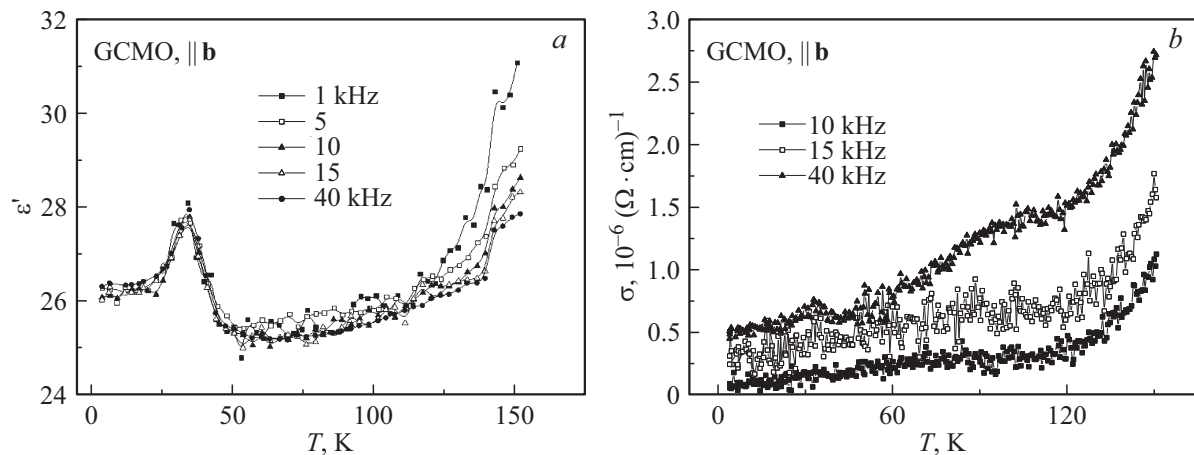 a
GCMO, || b
1 kHz
5
10
15
40 kHz
ε'
32
30
28
26
24
0
50
100
150
T, K
b
GCMO, || b
10 kHz
15 kHz
40 kHz
σ, 10⁻⁶ (Ω · cm)⁻¹
3.0
2.5
2.0
1.5
1.0
0.5
0
0
60
120
T, K